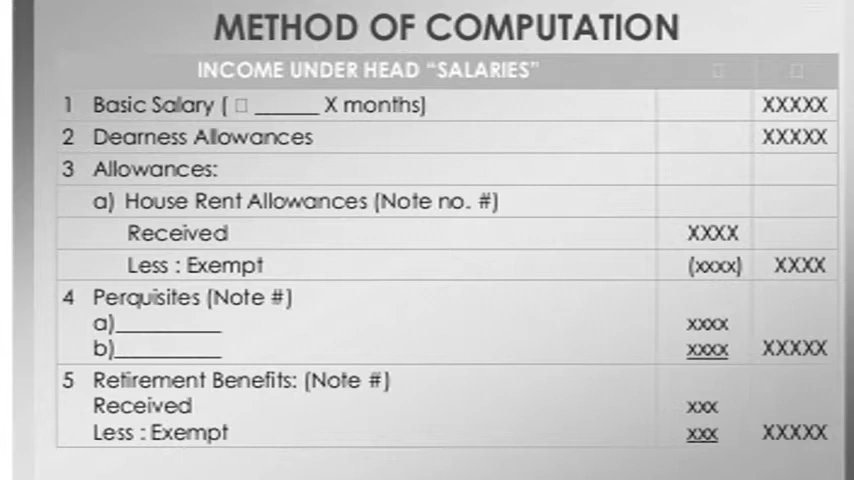 METHOD OF COMPUTATION
INCOME UNDER HEAD “SALARIES”
1 Basic Salary ( □ ______ X months) XXXXX
2 Dearness Allowances XXXXX
3 Allowances:
a) House Rent Allowances (Note no. #)
Received XXXX
Less : Exempt (xxxx) XXXX
4 Perquisites (Note #)
a)__________ xxxx
b)__________ xxxx XXXXX
5 Retirement Benefits: (Note #)
Received xxx
Less : Exempt xxx XXXXX